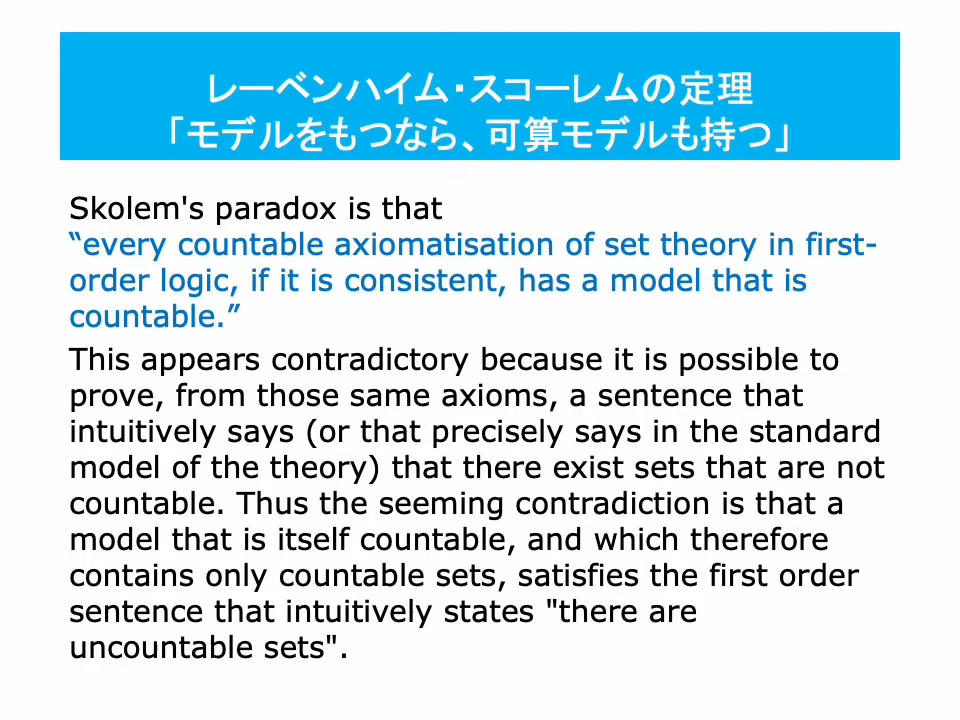 レーベンハイム・スコーレムの定理
「モデルをもつなら、可算モデルも持つ」
Skolem's paradox is that
“every countable axiomatisation of set theory in first-
order logic, if it is consistent, has a model that is
countable.”
This appears contradictory because it is possible to
prove, from those same axioms, a sentence that
intuitively says (or that precisely says in the standard
model of the theory) that there exist sets that are not
countable. Thus the seeming contradiction is that a
model that is itself countable, and which therefore
contains only countable sets, satisfies the first order
sentence that intuitively states "there are
uncountable sets".